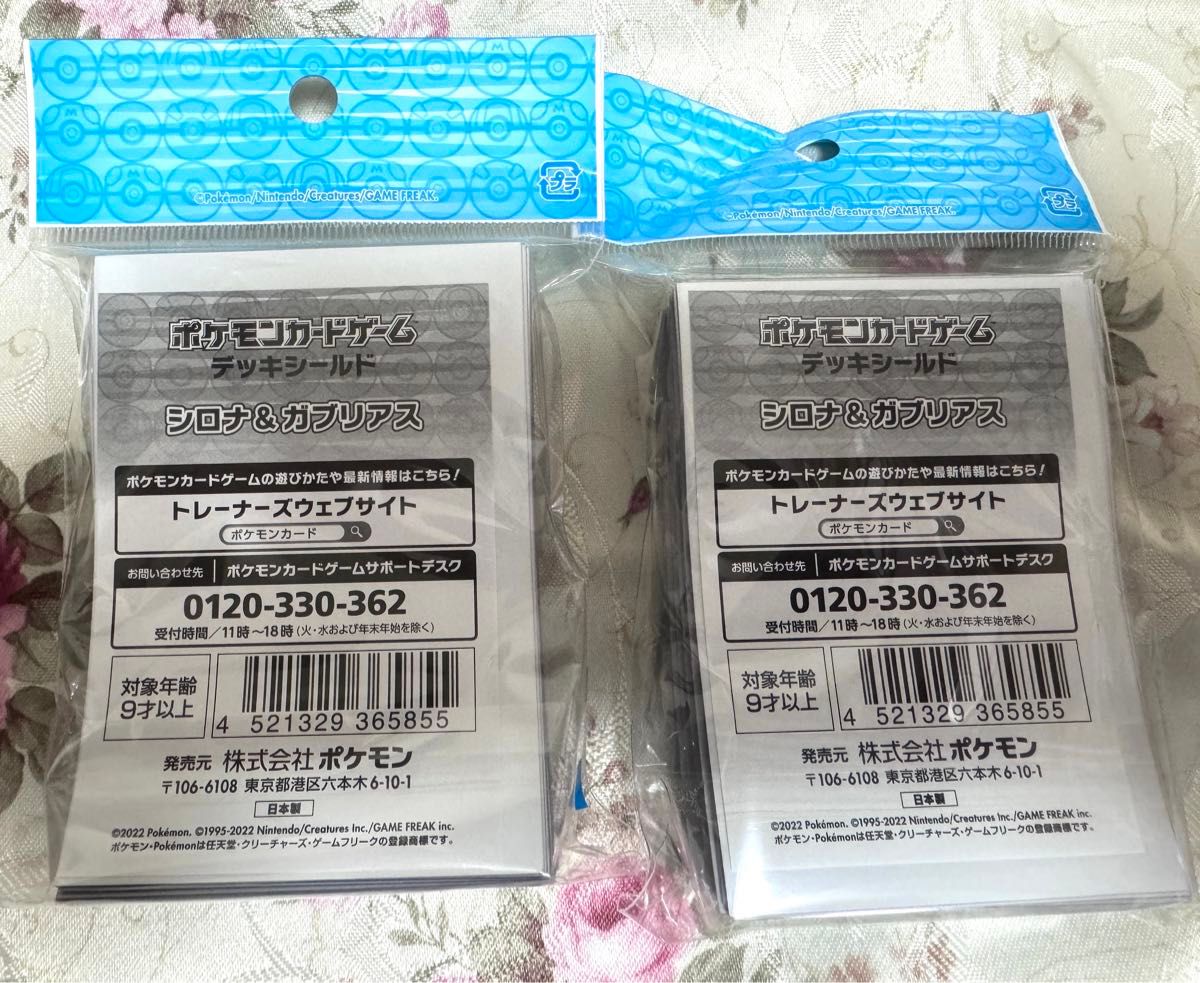 ©Pokémon/Nintendo/Creatures/GAME FREAK.
プラ
ポケモンカードゲーム
デッキシールド
シロナ&ガブリアス
ポケモンカードゲームの遊びかたや最新情報はこちら!
トレーナーズウェブサイト
ポケモンカード
お問い合わせ先 ポケモンカードゲームサポートデスク
0120-330-362
受付時間/11時〜18時(火・水および年末年始を除く)
対象年齢
9才以上
4 521329 365855
発売元 株式会社ポケモン
〒106-6108 東京都港区六本木6-10-1
日本製
©2022 Pokémon. ©1995-2022 Nintendo/Creatures Inc./GAME FREAK inc.
ポケモン・Pokémonは任天堂・クリーチャーズ・ゲームフリークの登録商標です。
©Pokémon/Nintendo/Creatures/GAME FREAK.
プラ
ポケモンカードゲーム
デッキシールド
シロナ&ガブリアス
ポケモンカードゲームの遊びかたや最新情報はこちら!
トレーナーズウェブサイト
ポケモンカード
お問い合わせ先 ポケモンカードゲームサポートデスク
0120-330-362
受付時間/11時〜18時(火・水および年末年始を除く)
対象年齢
9才以上
4 521329 365855
発売元 株式会社ポケモン
〒106-6108 東京都港区六本木6-10-1
日本製
©2022 Pokémon. ©1995-2022 Nintendo/Creatures Inc./GAME FREAK inc.
ポケモン・Pokémonは任天堂・クリーチャーズ・ゲームフリークの登録商標です。